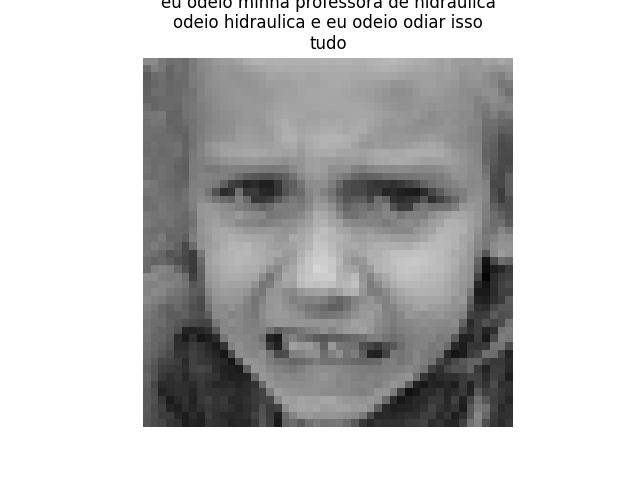 eu odeio minha professora de hidraulica
odeio hidraulica e eu odeio odiar isso
tudo